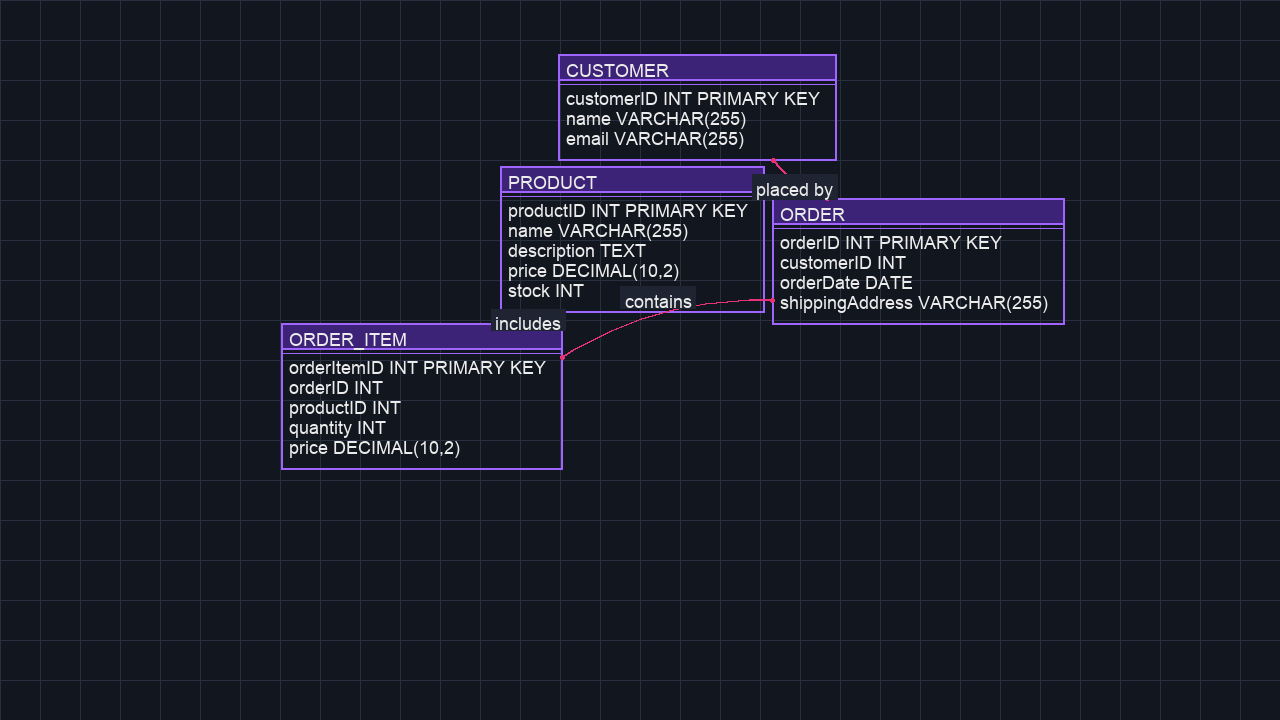 CUSTOMER
customerID INT PRIMARY KEY
name VARCHAR(255)
email VARCHAR(255)
PRODUCT
productID INT PRIMARY KEY
name VARCHAR(255)
description TEXT
price DECIMAL(10,2)
stock INT
placed by
ORDER
orderID INT PRIMARY KEY
customerID INT
orderDate DATE
shippingAddress VARCHAR(255)
contains
includes
ORDER_ITEM
orderItemID INT PRIMARY KEY
orderID INT
productID INT
quantity INT
price DECIMAL(10,2)